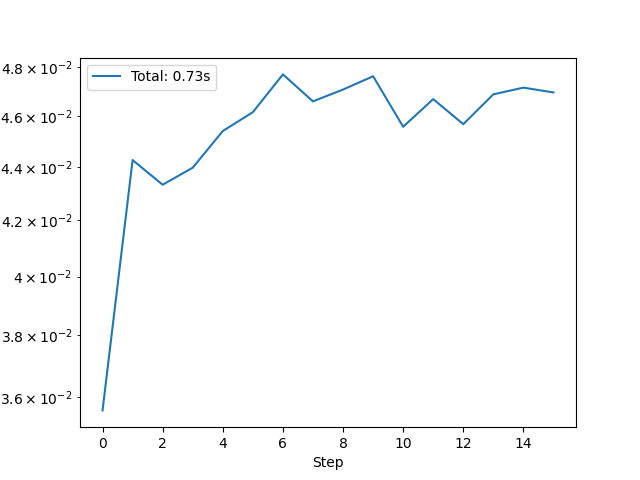 Total: 0.73s
4.8 × 10⁻²
4.6 × 10⁻²
4.4 × 10⁻²
4.2 × 10⁻²
4 × 10⁻²
3.8 × 10⁻²
3.6 × 10⁻²
0 2 4 6 8 10 12 14
Step